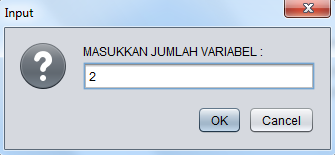 Input
MASUKKAN JUMLAH VARIABEL :
2
OK
Cancel